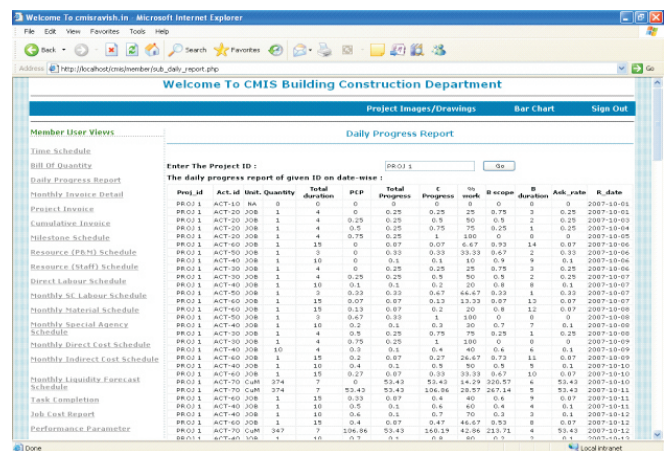 Welcome To cmisravish.in - Microsoft Internet Explorer
File Edit View Favorites Tools Help
Back Search Favorites
Address http://localhost/cmis/member/sub_daily_report.php Go
Welcome To CMIS Building Construction Department
Project Images/Drawings Bar Chart Sign Out
Member User Views
Daily Progress Report
Time Schedule
Bill Of Quantity
Daily Progress Report
Monthly Invoice Detail
Project Invoice
Cumulative Invoice
Milestone Schedule
Resource (P&M) Schedule
Resource (Staff) Schedule
Direct Labour Schedule
Monthly SC Labour Schedule
Monthly Material Schedule
Monthly Special Agency Schedule
Monthly Direct Cost Schedule
Monthly Indirect Cost Schedule
Monthly Liquidity Forecast Schedule
Task Completion
Job Cost Report
Performance Parameter
Enter The Project ID : PROJ 1 Go
The daily progress report of given ID on date-wise :
Proj_id Act. id Unit. Quantity Total duration PCP Total Progress C Progress % work B scope B duration Ask_rate R_date
PROJ 1 ACT-10 NA 0 0 0 0 0 0 0 0 0 2007-10-01
PROJ 1 ACT-20 JOB 1 4 0 0.25 0.25 25 0.75 3 0.25 2007-10-01
PROJ 1 ACT-20 JOB 1 4 0.25 0.25 0.5 50 0.5 2 0.25 2007-10-03
PROJ 1 ACT-20 JOB 1 4 0.5 0.25 0.75 75 0.25 1 0.25 2007-10-04
PROJ 1 ACT-20 JOB 1 4 0.75 0.25 1 100 0 0 0 2007-10-05
PROJ 1 ACT-60 JOB 1 15 0 0.07 0.07 6.67 0.93 14 0.07 2007-10-06
PROJ 1 ACT-50 JOB 1 3 0 0.33 0.33 33.33 0.67 2 0.33 2007-10-06
PROJ 1 ACT-40 JOB 1 10 0 0.1 0.1 10 0.9 9 0.1 2007-10-06
PROJ 1 ACT-30 JOB 1 4 0 0.25 0.25 25 0.75 3 0.25 2007-10-06
PROJ 1 ACT-30 JOB 1 4 0.25 0.25 0.5 50 0.5 2 0.25 2007-10-07
PROJ 1 ACT-40 JOB 1 10 0.1 0.1 0.2 20 0.8 8 0.1 2007-10-07
PROJ 1 ACT-50 JOB 1 3 0.33 0.33 0.67 66.67 0.33 1 0.33 2007-10-07
PROJ 1 ACT-60 JOB 1 15 0.07 0.07 0.13 13.33 0.87 13 0.07 2007-10-07
PROJ 1 ACT-60 JOB 1 15 0.13 0.07 0.2 20 0.8 12 0.07 2007-10-08
PROJ 1 ACT-50 JOB 1 3 0.67 0.33 1 100 0 0 0 2007-10-08
PROJ 1 ACT-40 JOB 1 10 0.2 0.1 0.3 30 0.7 7 0.1 2007-10-08
PROJ 1 ACT-30 JOB 1 4 0.5 0.25 0.75 75 0.25 1 0.25 2007-10-08
PROJ 1 ACT-30 JOB 1 4 0.75 0.25 1 100 0 0 0 2007-10-09
PROJ 1 ACT-40 JOB 10 4 0.3 0.1 0.4 40 0.6 6 0.1 2007-10-09
PROJ 1 ACT-60 JOB 1 15 0.2 0.07 0.27 26.67 0.73 11 0.07 2007-10-09
PROJ 1 ACT-40 JOB 1 10 0.4 0.1 0.5 50 0.5 5 0.1 2007-10-10
PROJ 1 ACT-60 JOB 1 15 0.27 0.07 0.33 33.33 0.67 10 0.07 2007-10-10
PROJ 1 ACT-70 CuM 374 7 0 53.43 53.43 14.29 320.57 6 53.43 2007-10-10
PROJ 1 ACT-70 CuM 374 7 53.43 53.43 106.86 28.57 267.14 5 53.43 2007-10-11
PROJ 1 ACT-60 JOB 1 15 0.33 0.07 0.4 40 0.6 9 0.07 2007-10-11
PROJ 1 ACT-40 JOB 1 10 0.5 0.1 0.6 60 0.4 4 0.1 2007-10-11
PROJ 1 ACT-40 JOB 1 10 0.6 0.1 0.7 70 0.3 3 0.1 2007-10-12
PROJ 1 ACT-60 JOB 1 15 0.4 0.07 0.47 46.67 0.53 8 0.07 2007-10-12
PROJ 1 ACT-70 CuM 347 7 106.86 53.43 160.19 42.86 213.71 4 53.43 2007-10-12
PROJ 1 ACT-40 JOB 1 10 0.7 0.1 0.8 80 0.2 2 0.1 2007-10-13
Done Local intranet